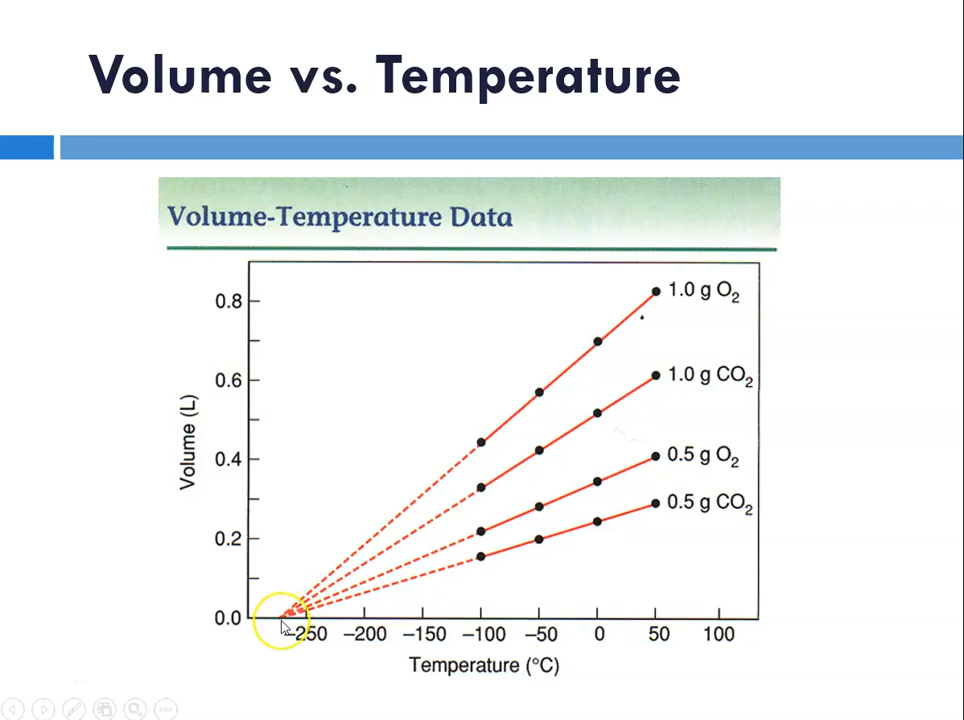 Volume vs. Temperature
Volume-Temperature Data
0.8
0.6
0.4
0.2
0.0
Volume (L)
1.0 g O₂
1.0 g CO₂
0.5 g O₂
0.5 g CO₂
–250 –200 –150 –100 –50 0 50 100
Temperature (°C)